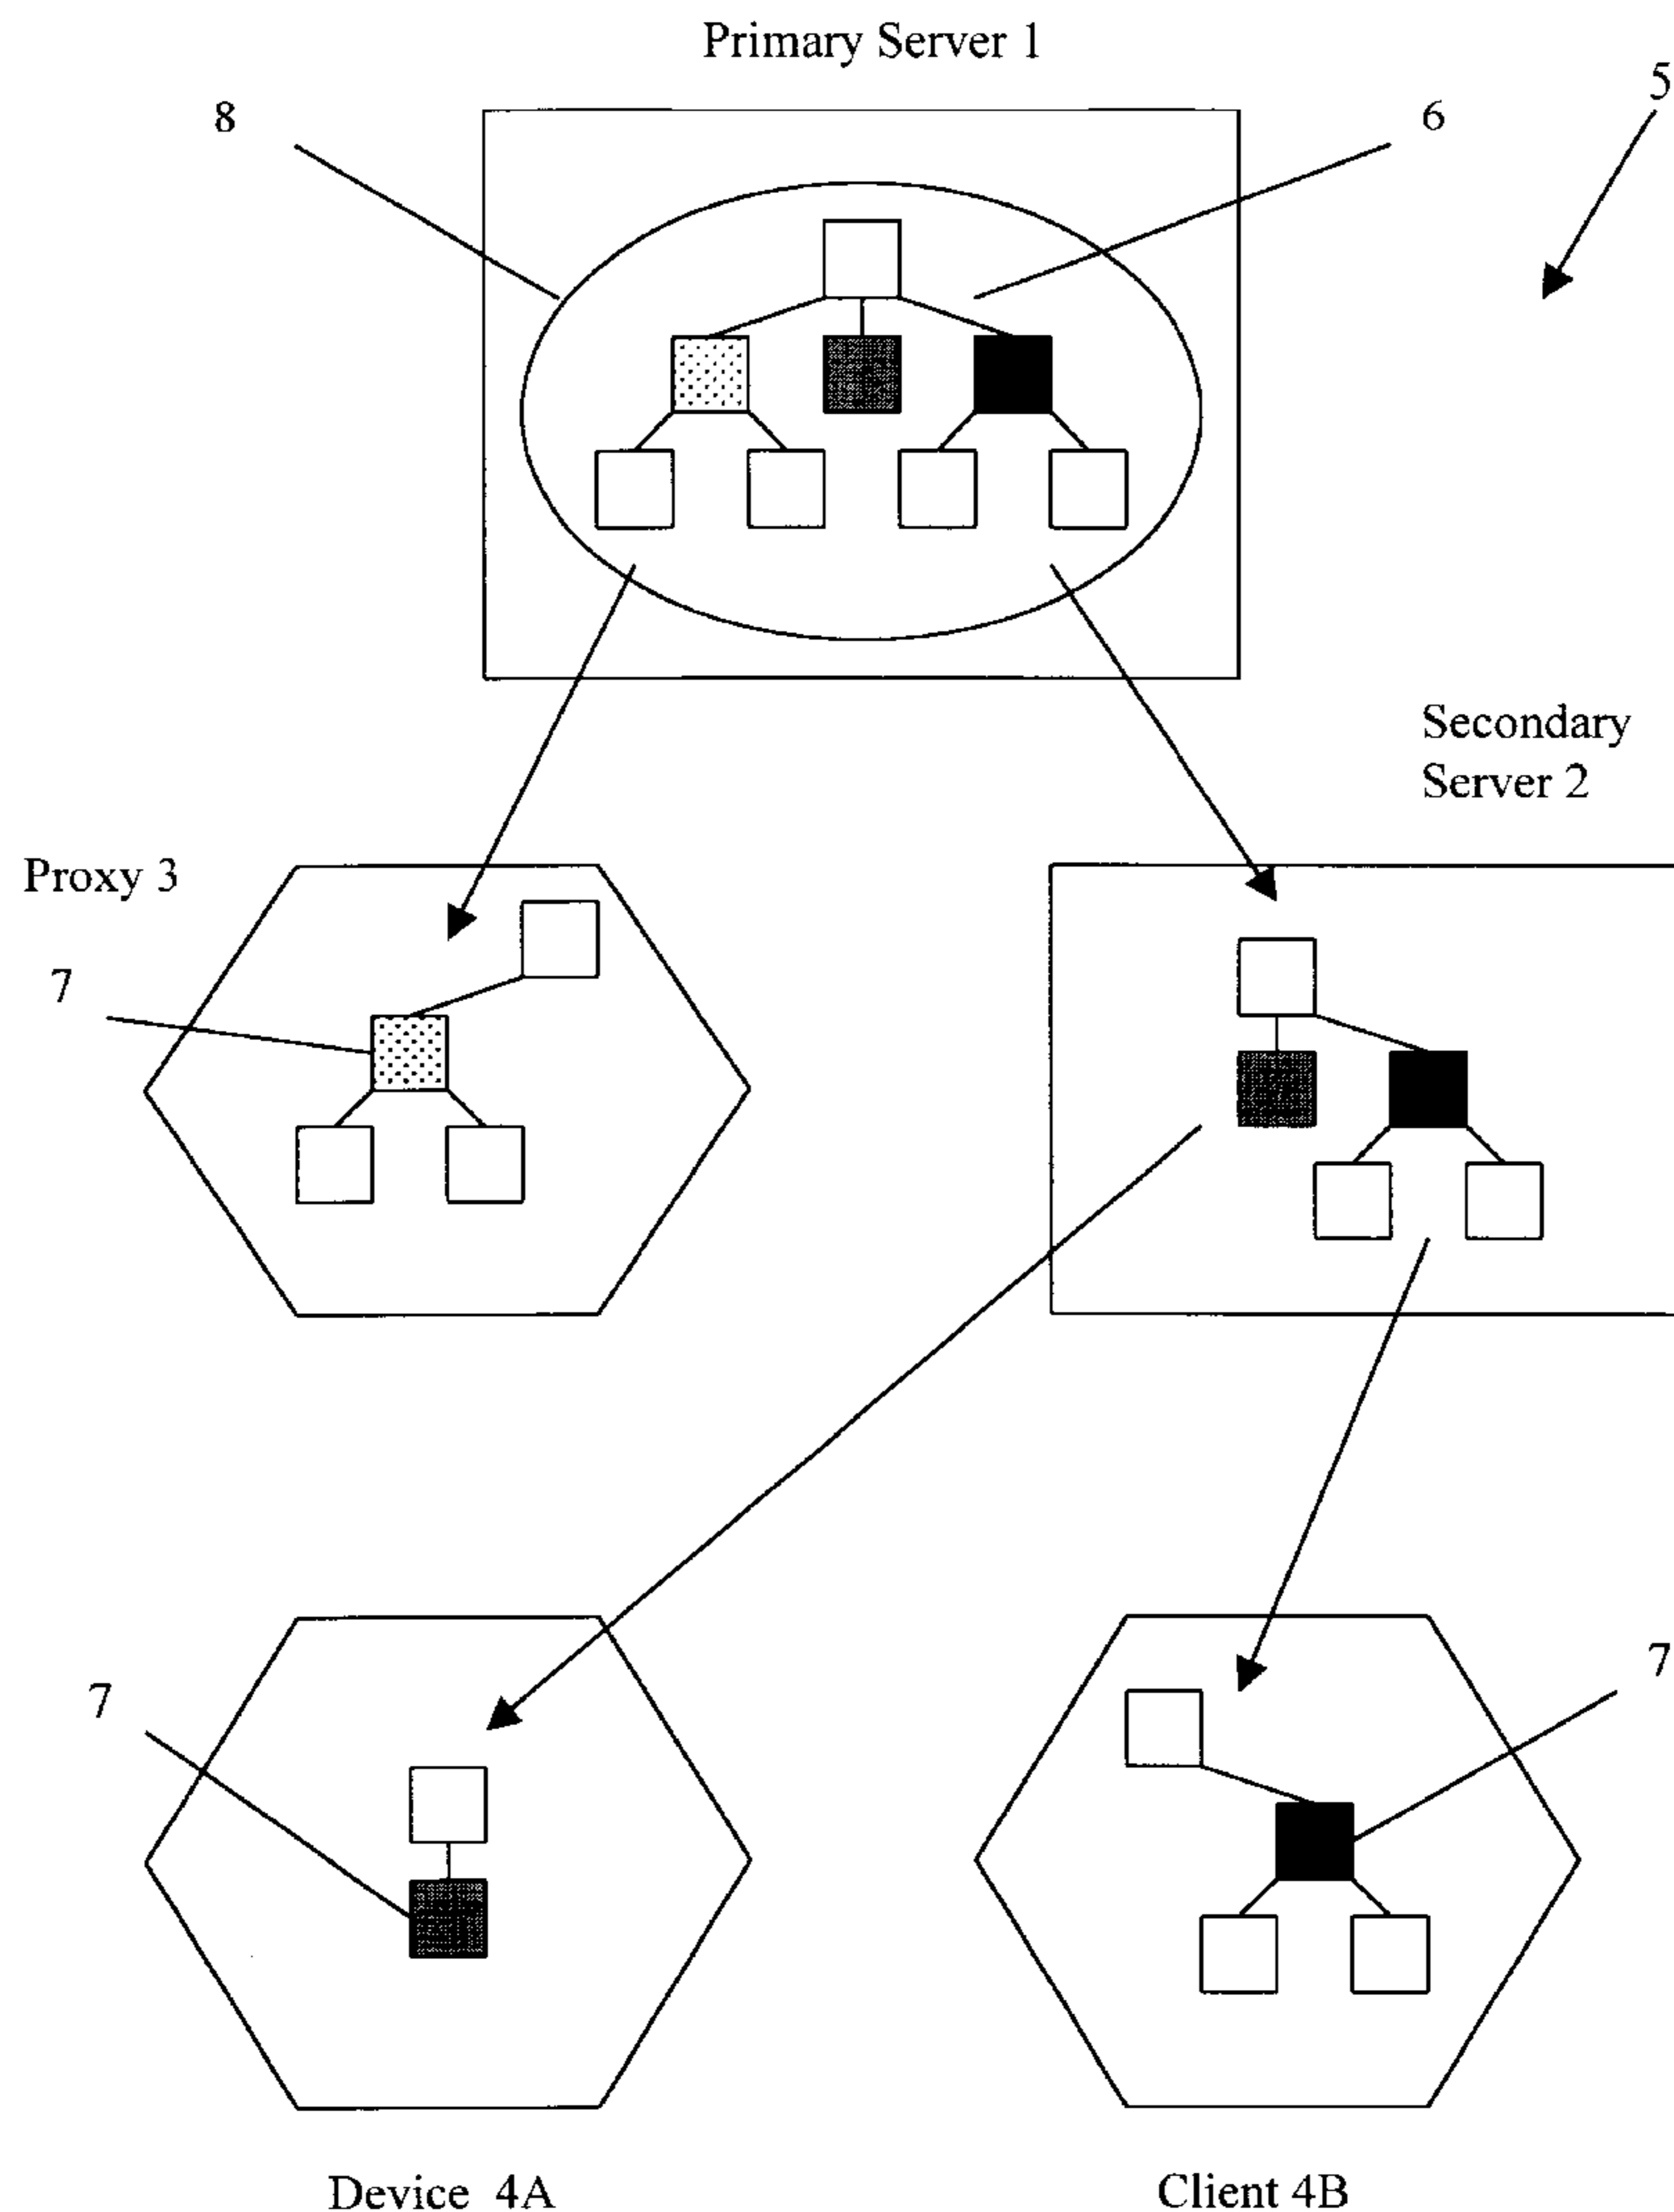 Primary Server 1
5
8
6
Secondary
Server 2
Proxy 3
7
7
7
Device 4A
Client 4B